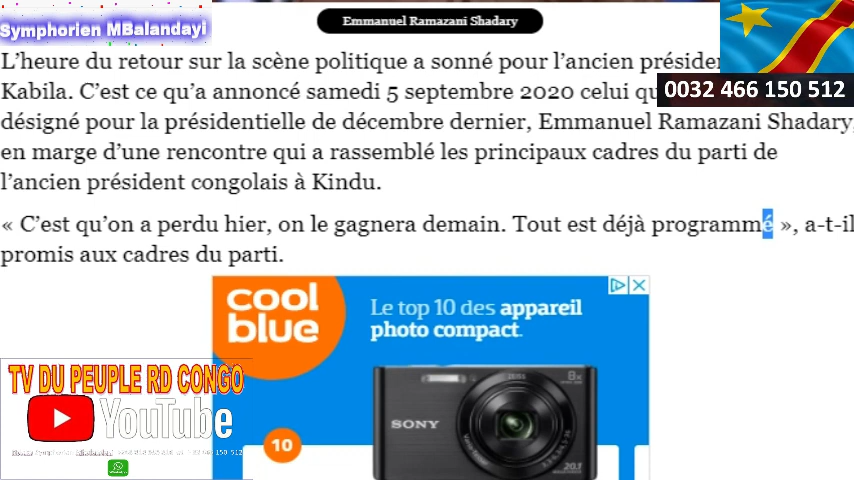 Emmanuel Ramazani Shadary
Symphorien MBalandayi
L'heure du retour sur la scène politique a sonné pour l'ancien présiden
Kabila. C'est ce qu'a annoncé samedi 5 septembre 2020 celui qu
0032 466 150 512
désigné pour la présidentielle de décembre dernier, Emmanuel Ramazani Shadary,
en marge d'une rencontre qui a rassemblé les principaux cadres du parti de
l'ancien président congolais à Kindu.
« C'est qu'on a perdu hier, on le gagnera demain. Tout est déjà programmé », a-t-il
promis aux cadres du parti.
cool
blue
Le top 10 des appareil
photo compact.
TV DU PEUPLE RD CONGO
YouTube
SONY
8x
10
20.1